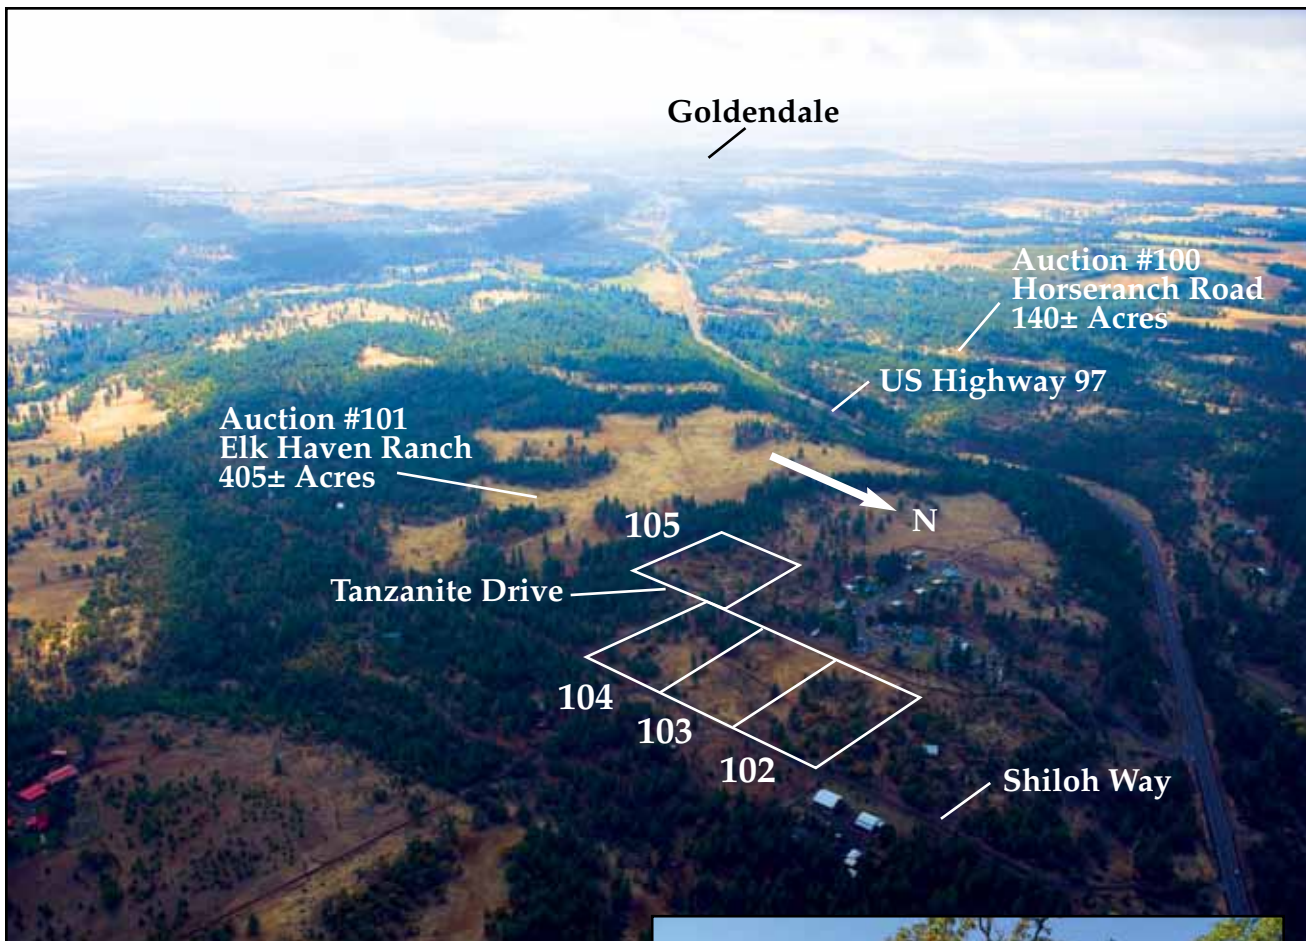 Goldendale
Auction #100
Horseranch Road
140± Acres
US Highway 97
Auction #101
Elk Haven Ranch
405± Acres
N
105
Tanzanite Drive
104
103
102
Shiloh Way